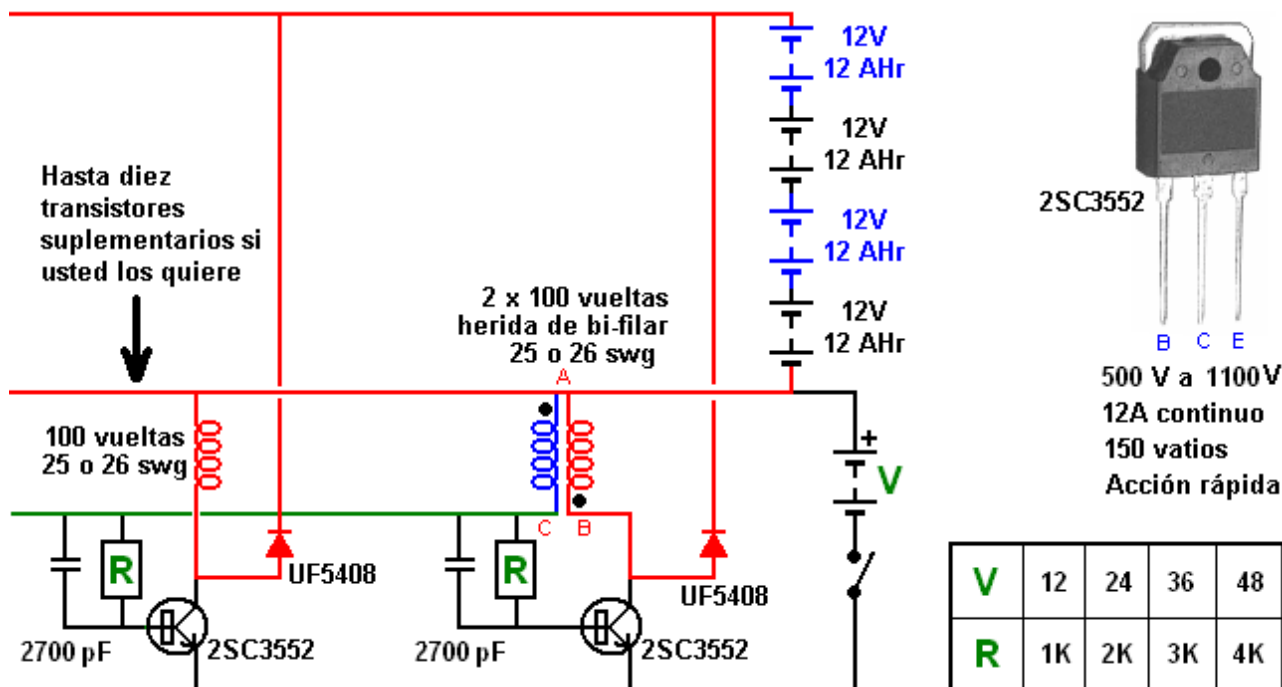 12V
12 AHr
12V
12 AHr
12V
12 AHr
12V
12 AHr
Hasta diez
transistores
suplementarios si
usted los quiere
2 x 100 vueltas
herida de bi-filar
25 o 26 swg
A
100 vueltas
25 o 26 swg
C B
+
V
R
UF5408
2700 pF
2SC3552
R
UF5408
2700 pF
2SC3552
2SC3552
B C E
500 V a 1100V
12A continuo
150 vatios
Acción rápida
V 12 24 36 48
R 1K 2K 3K 4K